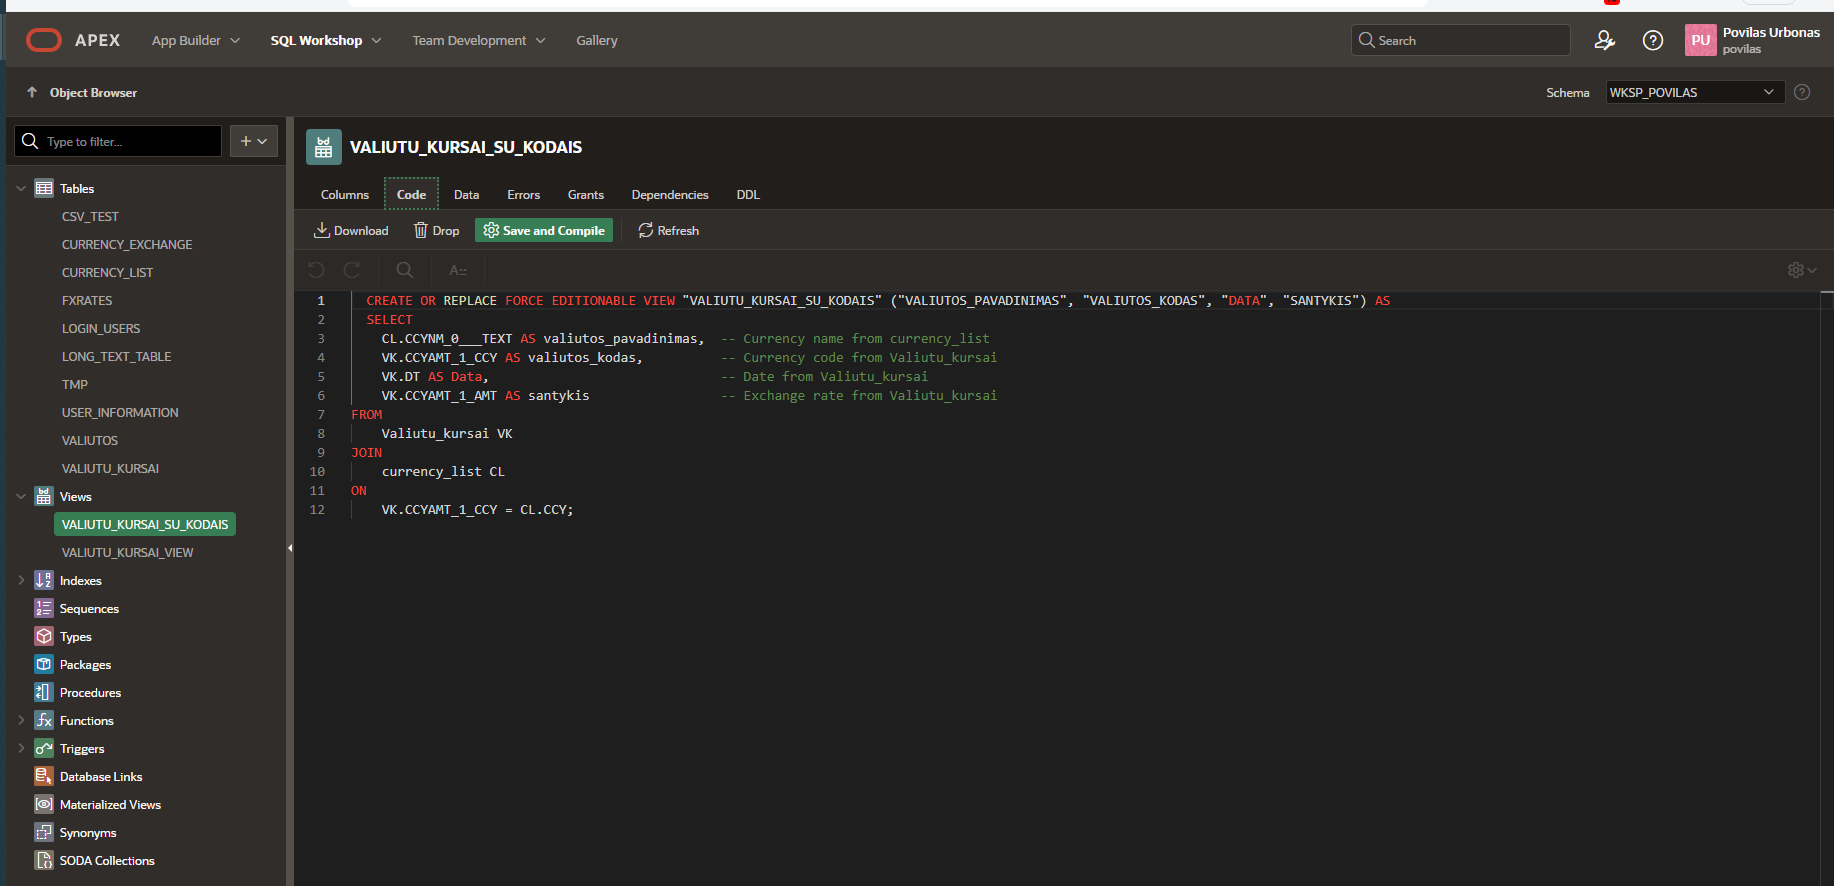 APEX App Builder SQL Workshop Team Development Gallery Search PU Povilas Urbonas
povilas
Object Browser Schema WKSP_POVILAS
Type to filter...
VALIUTU_KURSAI_SU_KODAIS
Columns Code Data Errors Grants Dependencies DDL
Download Drop Save and Compile Refresh
Tables
CSV_TEST
CURRENCY_EXCHANGE
CURRENCY_LIST
FXRATES
LOGIN_USERS
LONG_TEXT_TABLE
TMP
USER_INFORMATION
VALIUTOS
VALIUTU_KURSAI
Views
VALIUTU_KURSAI_SU_KODAIS
VALIUTU_KURSAI_VIEW
Indexes
Sequences
Types
Packages
Procedures
Functions
Triggers
Database Links
Materialized Views
Synonyms
SODA Collections
1 CREATE OR REPLACE FORCE EDITIONABLE VIEW "VALIUTU_KURSAI_SU_KODAIS" ("VALIUTOS_PAVADINIMAS", "VALIUTOS_KODAS", "DATA", "SANTYKIS") AS
2 SELECT
3 CL.CCYNM_0___TEXT AS valiutos_pavadinimas, -- Currency name from currency_list
4 VK.CCYAMT_1_CCY AS valiutos_kodas, -- Currency code from Valiutu_kursai
5 VK.DT AS Data, -- Date from Valiutu_kursai
6 VK.CCYAMT_1_AMT AS santykis -- Exchange rate from Valiutu_kursai
7 FROM
8 Valiutu_kursai VK
9 JOIN
10 currency_list CL
11 ON
12 VK.CCYAMT_1_CCY = CL.CCY;